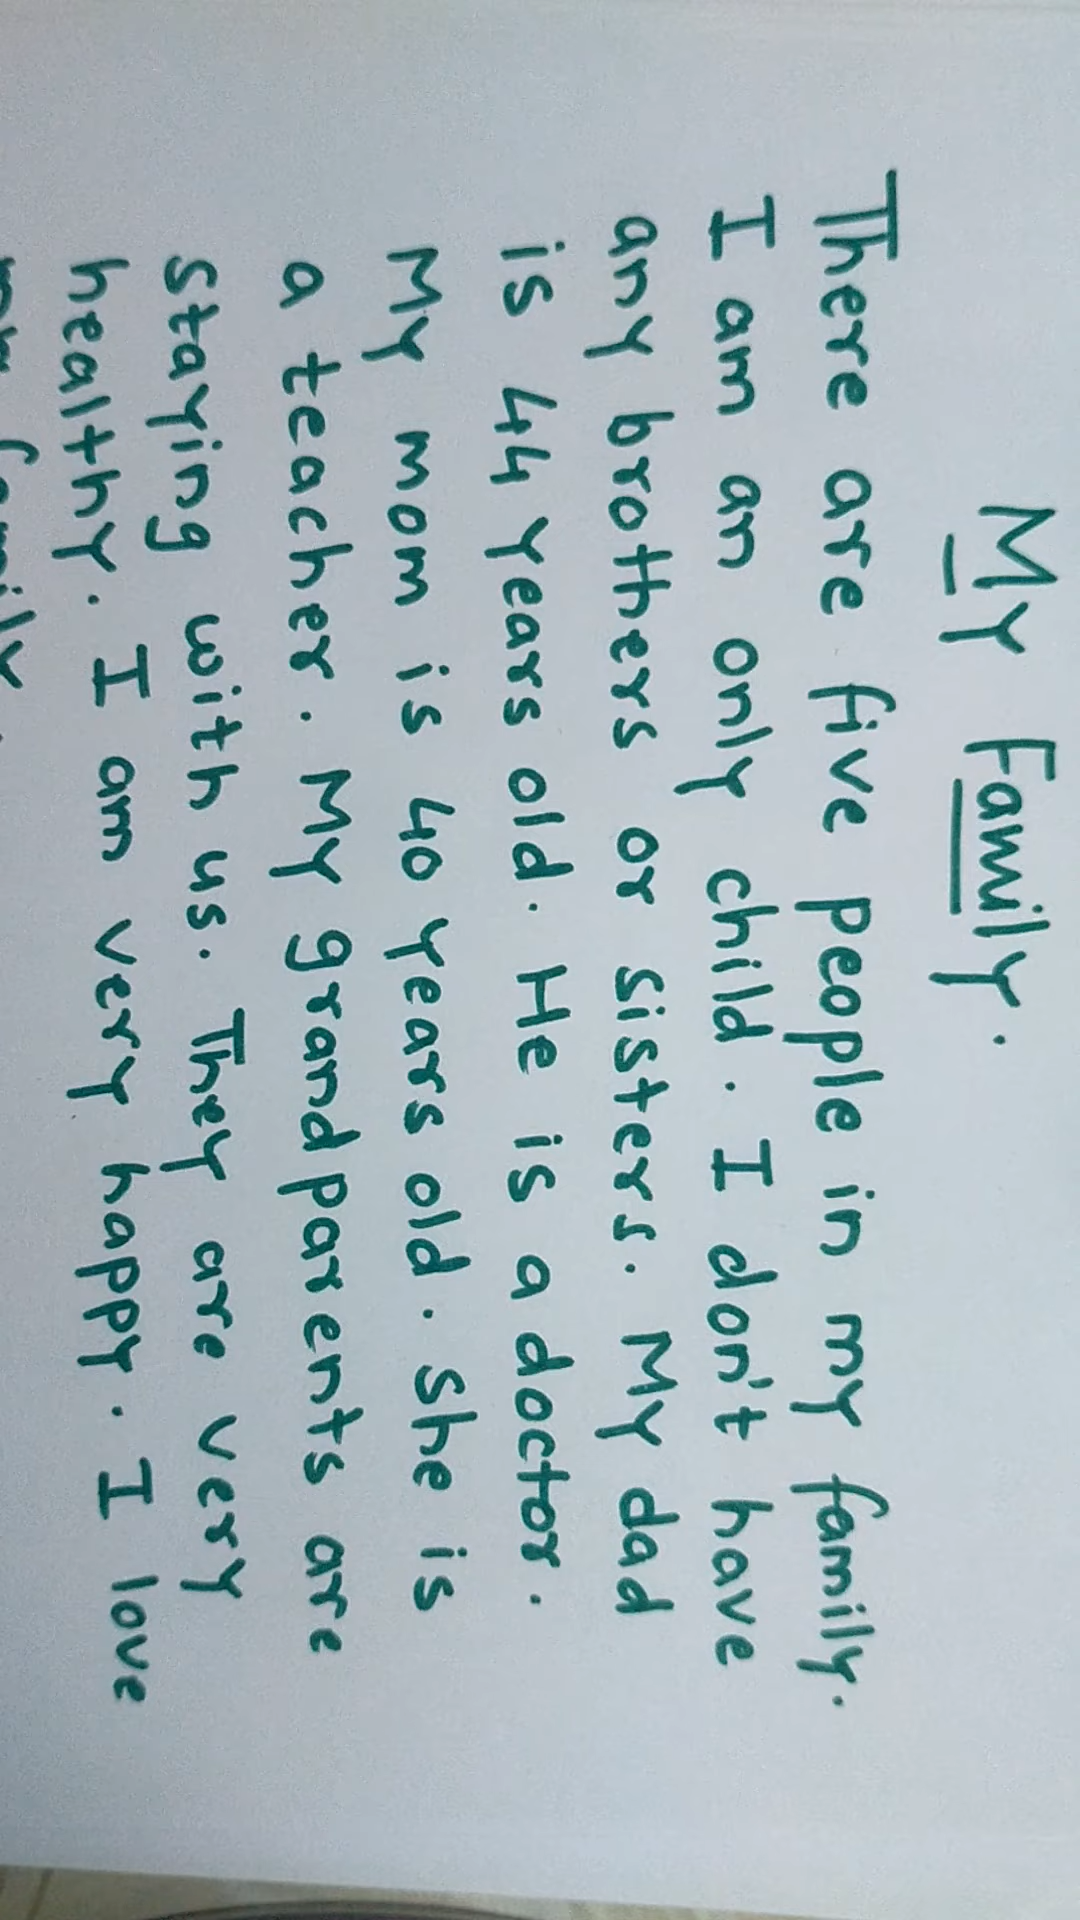 My Family.
There are five people in my family.
I am an only child. I don't have
any brothers or sisters. My dad
is 44 years old. He is a doctor.
My mom is 40 years old. She is
a teacher. My grandparents are
staying with us. They are very
healthy. I am very happy. I love
my family